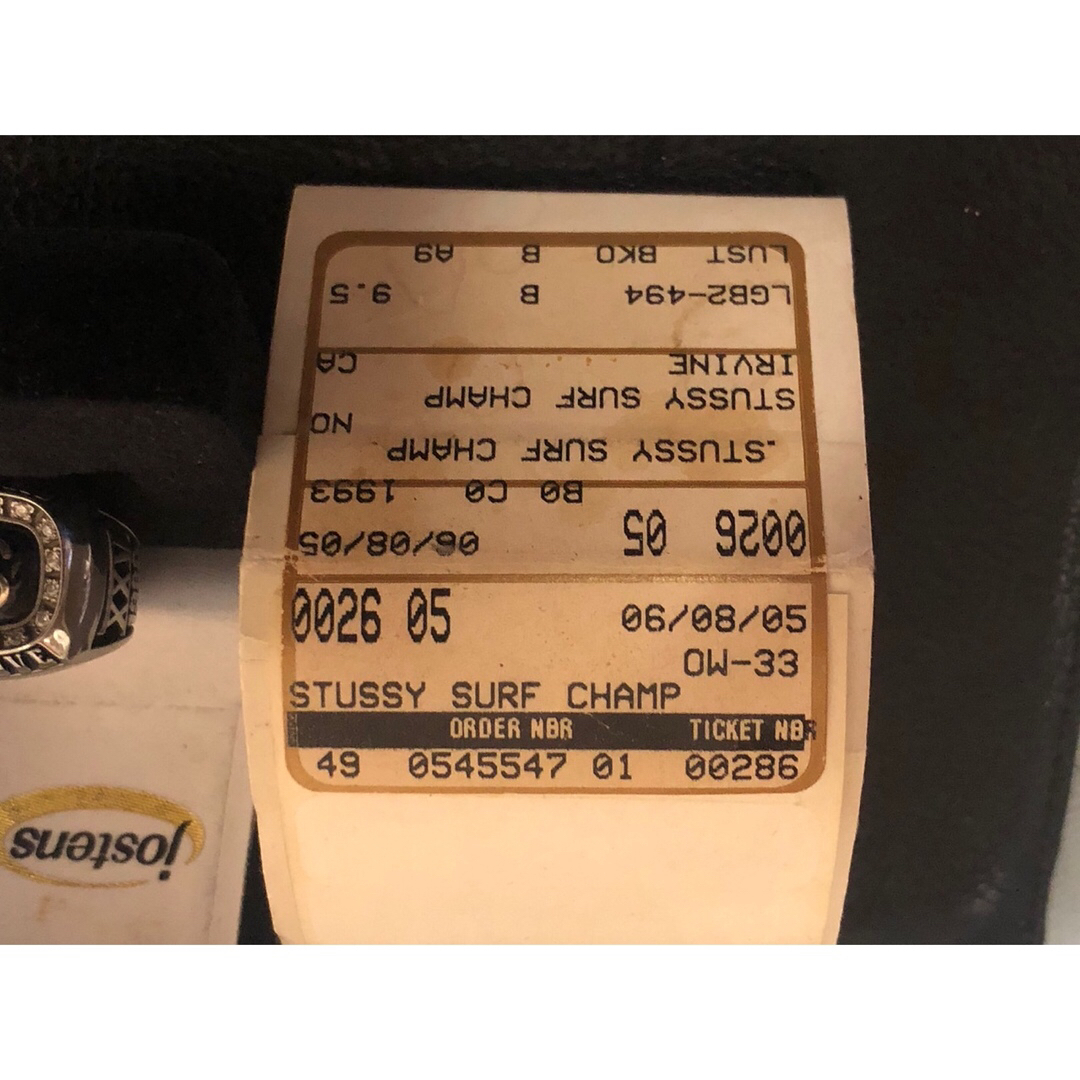 0026 05 06/08/05
OW-33
STUSSY SURF CHAMP
ORDER NBR TICKET NBR
49 0545547 01 00286
0026 05 06/08/05
B0 C0 1993
.STUSSY SURF CHAMP NO
STUSSY SURF CHAMP
IRVINE CA
LGB2-494 B 9.5
LUST BKO B A9
jostens